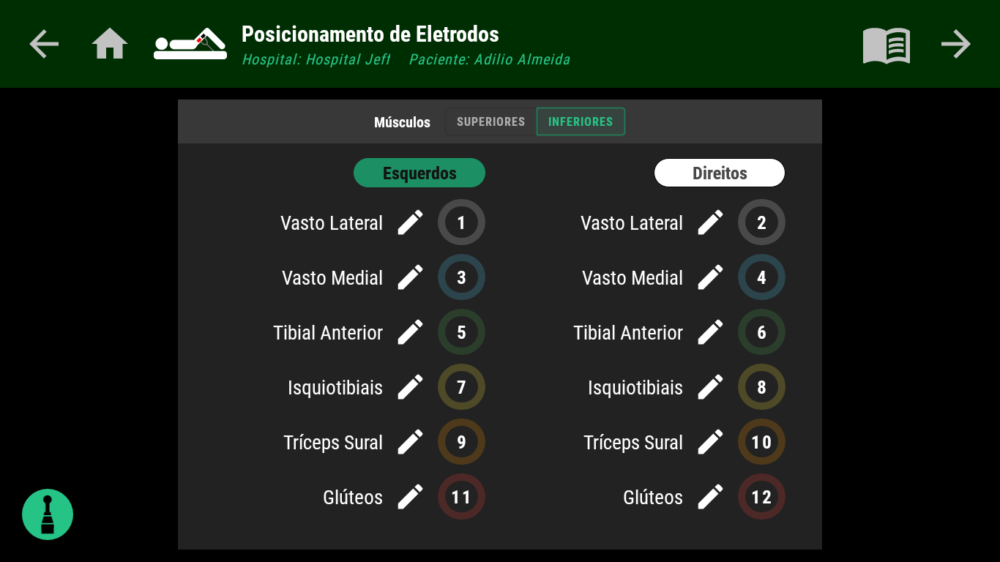 Posicionamento de Eletrodos
Hospital: Hospital Jeff Paciente: Adilio Almeida
Músculos SUPERIORES INFERIORES
Esquerdos Direitos
Vasto Lateral 1 Vasto Lateral 2
Vasto Medial 3 Vasto Medial 4
Tibial Anterior 5 Tibial Anterior 6
Isquiotibiais 7 Isquiotibiais 8
Tríceps Sural 9 Tríceps Sural 10
Glúteos 11 Glúteos 12